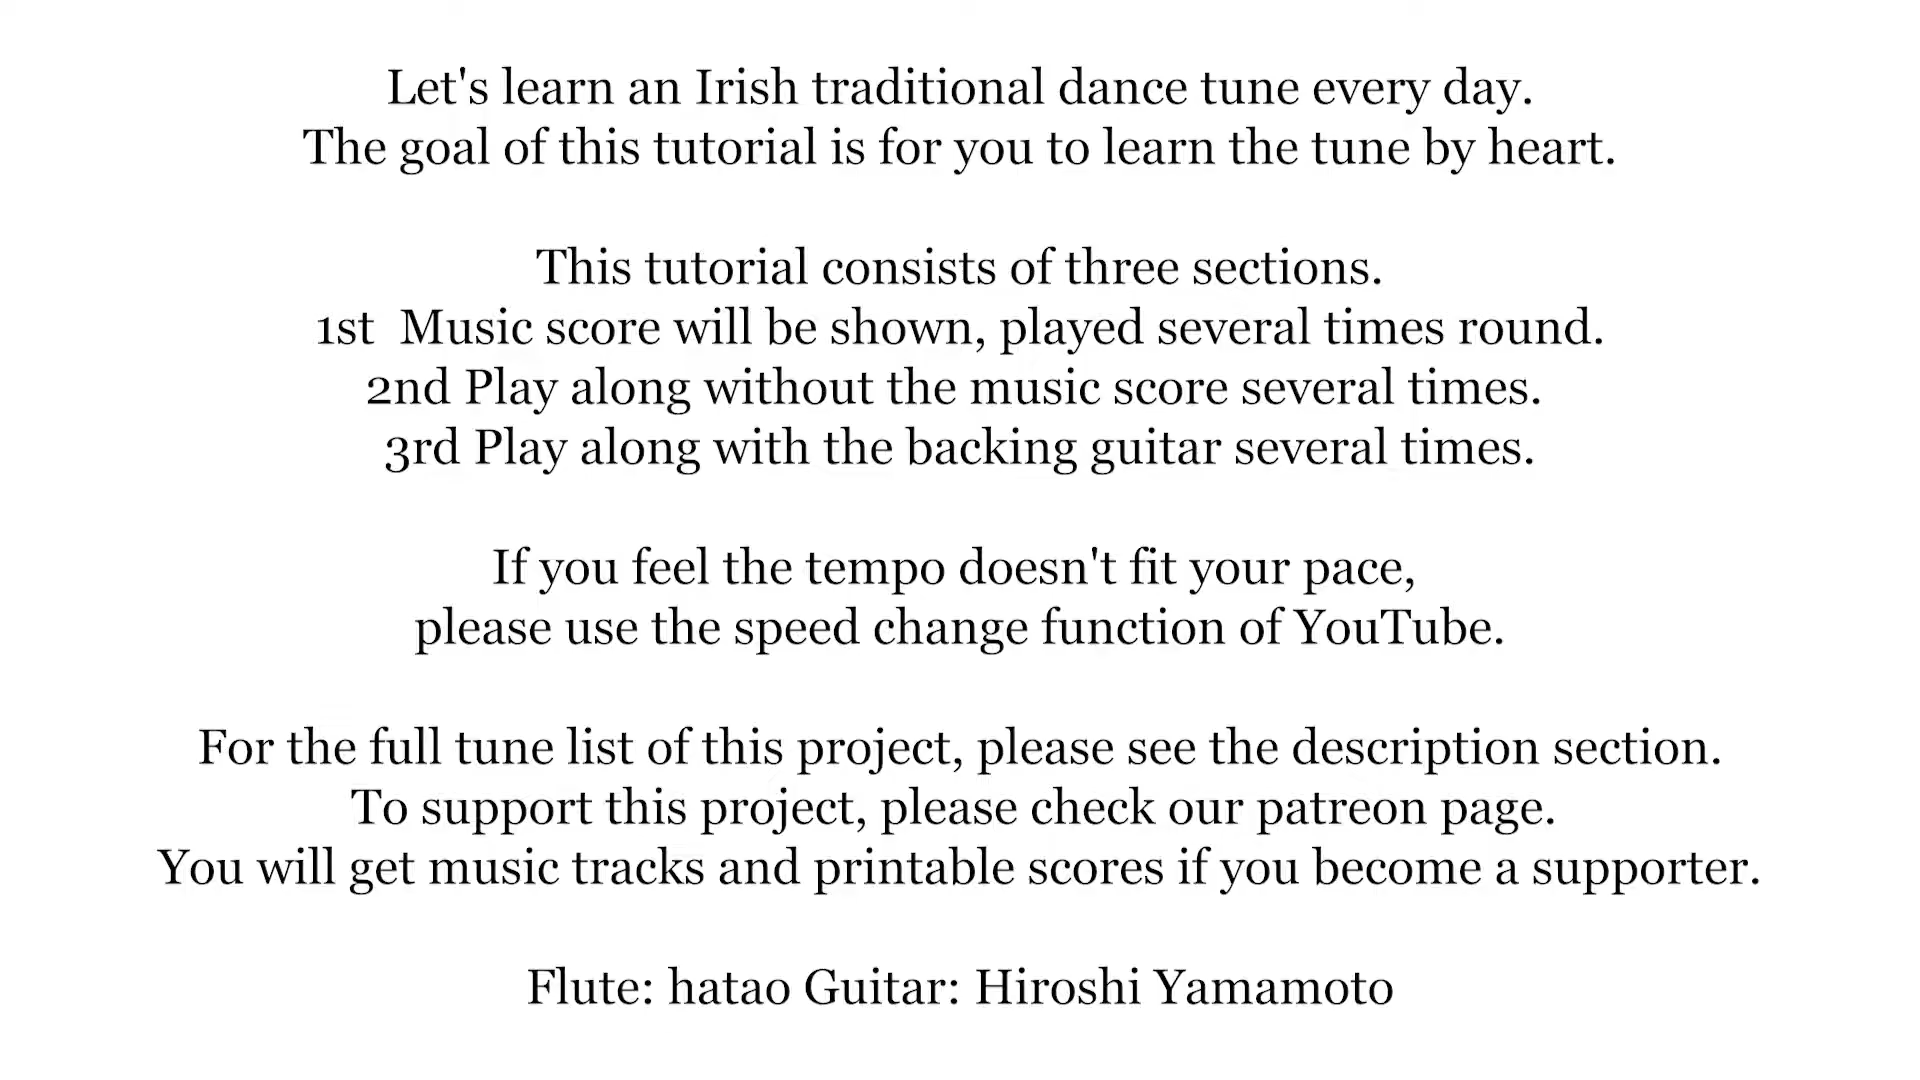 Let's learn an Irish traditional dance tune every day.
The goal of this tutorial is for you to learn the tune by heart.
This tutorial consists of three sections.
1st  Music score will be shown, played several times round.
2nd Play along without the music score several times.
3rd Play along with the backing guitar several times.
If you feel the tempo doesn't fit your pace,
please use the speed change function of YouTube.
For the full tune list of this project, please see the description section.
To support this project, please check our patreon page.
You will get music tracks and printable scores if you become a supporter.
Flute: hatao Guitar: Hiroshi Yamamoto